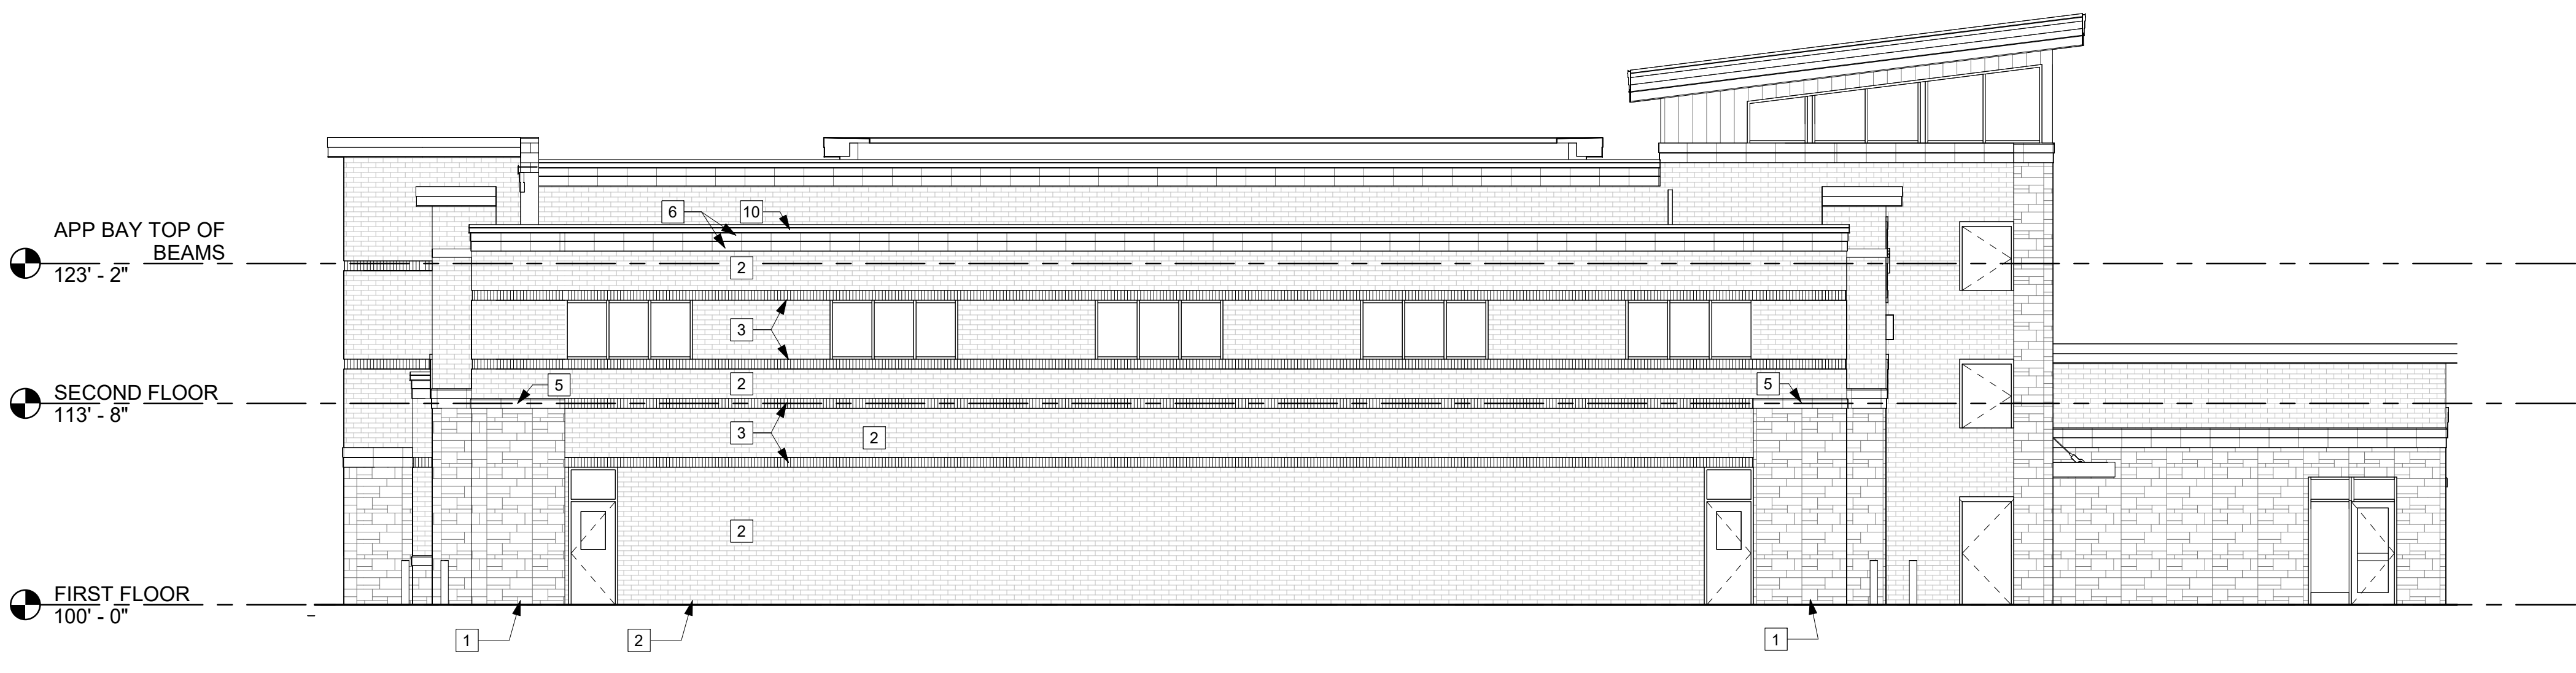 6
10
APP BAY TOP OF
BEAMS
123' - 2"
2
3
SECOND FLOOR
113' - 8"
5
2
5
3
2
2
FIRST FLOOR
100' - 0"
1
2
1